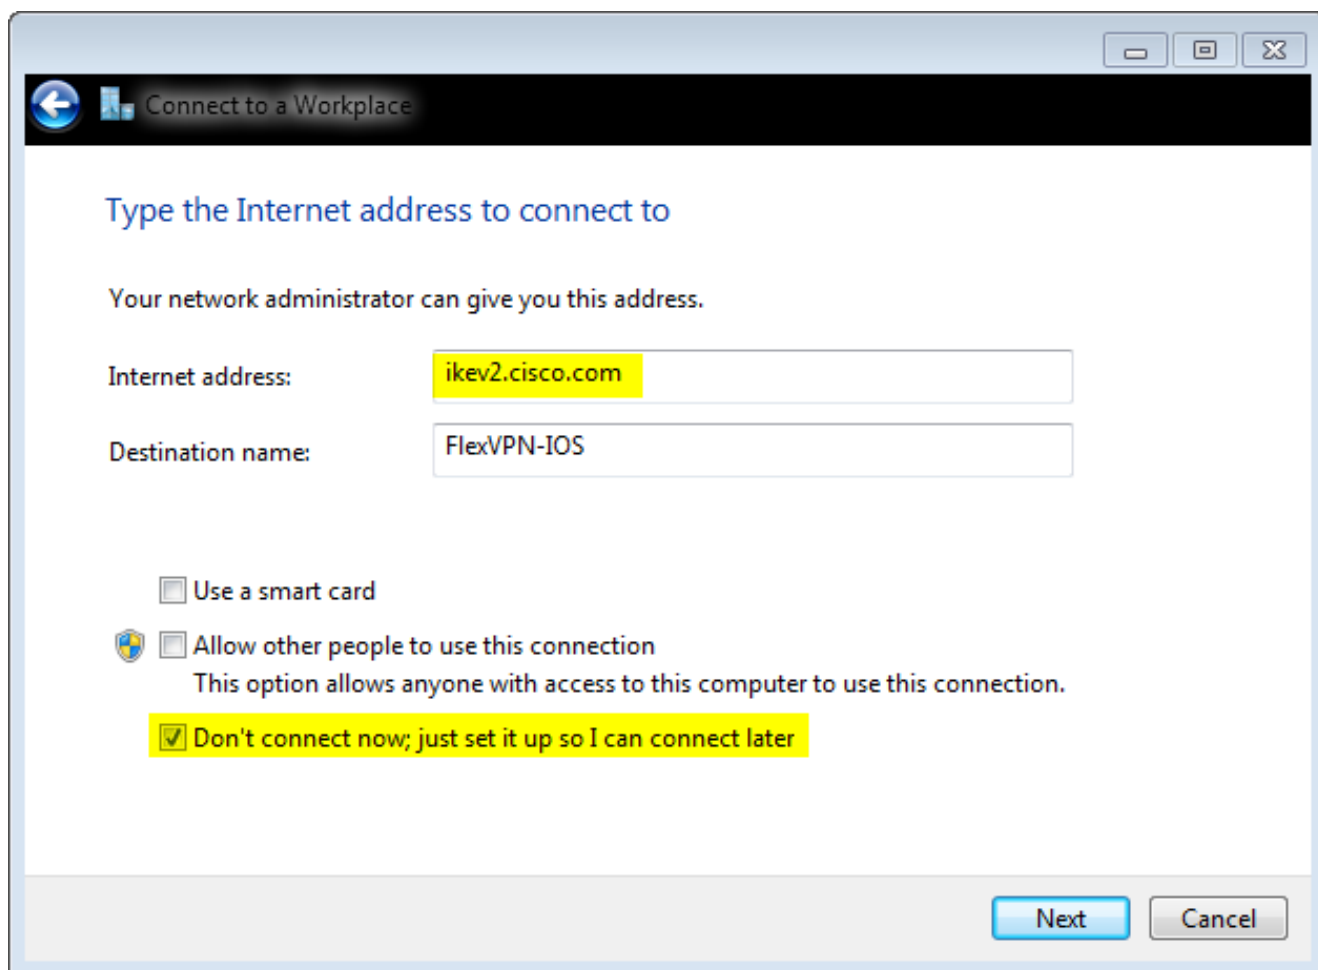 Connect to a Workplace
Type the Internet address to connect to
Your network administrator can give you this address.
Internet address: ikev2.cisco.com
Destination name: FlexVPN-IOS
Use a smart card
Allow other people to use this connection
This option allows anyone with access to this computer to use this connection.
Don't connect now; just set it up so I can connect later
Next Cancel